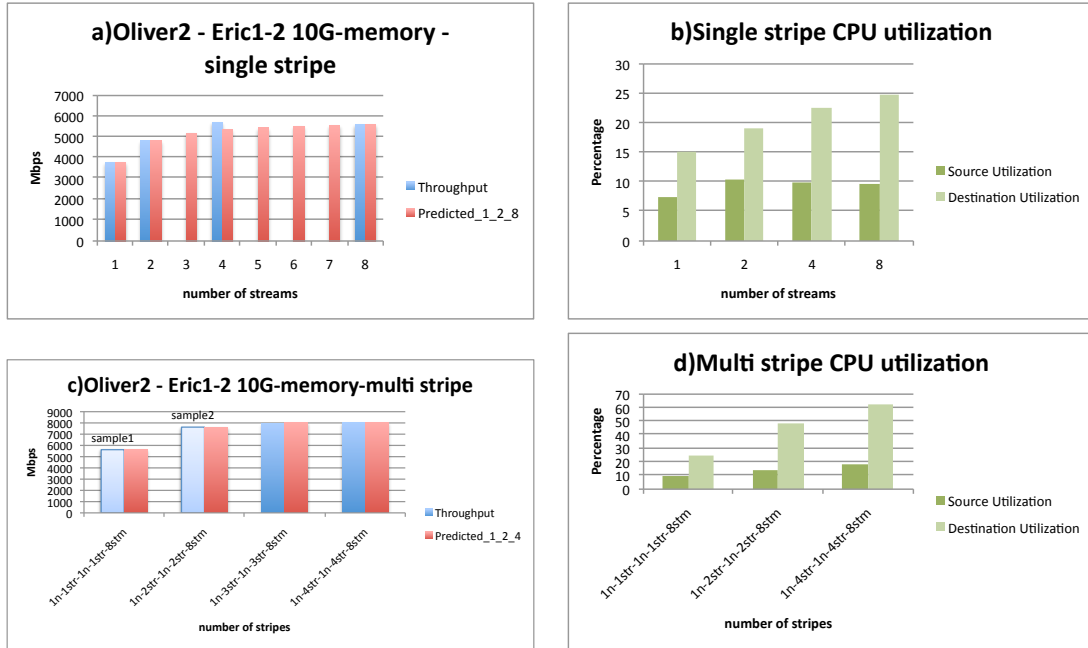 a)Oliver2 - Eric1-2 10G-memory -
single stripe
7000
6000
5000
4000
3000
2000
1000
0
Mbps
1 2 3 4 5 6 7 8
number of streams
Throughput
Predicted_1_2_8
b)Single stripe CPU utilization
30
25
20
15
10
5
0
Percentage
1 2 4 8
number of streams
Source Utilization
Destination Utilization
c)Oliver2 - Eric1-2 10G-memory-multi stripe
9000
8000
7000
6000
5000
4000
3000
2000
1000
0
Mbps
sample1
sample2
1n-1str-1n-1str-8stm
1n-2str-1n-2str-8stm
1n-3str-1n-3str-8stm
1n-4str-1n-4str-8stm
number of stripes
Throughput
Predicted_1_2_4
d)Multi stripe CPU utilization
70
60
50
40
30
20
10
0
Percentage
1n-1str-1n-1str-8stm
1n-2str-1n-2str-8stm
1n-4str-1n-4str-8stm
number of stripes
Source Utilization
Destination Utilization